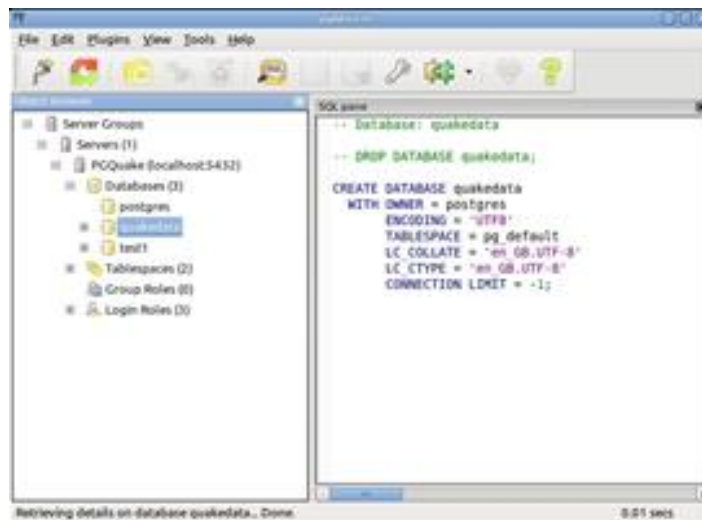 File Edit Plugins View Tools Help
SQL pane
Server Groups
Servers (1)
PGQuake (localhost:5432)
Databases (3)
postgres
quakedata
test1
Tablespaces (2)
Group Roles (0)
Login Roles (3)
-- Database: quakedata
-- DROP DATABASE quakedata;
CREATE DATABASE quakedata
WITH OWNER = postgres
ENCODING = 'UTF8'
TABLESPACE = pg_default
LC_COLLATE = 'en_GB.UTF-8'
LC_CTYPE = 'en_GB.UTF-8'
CONNECTION LIMIT = -1;
Retrieving details on database quakedata... Done.
0.01 secs